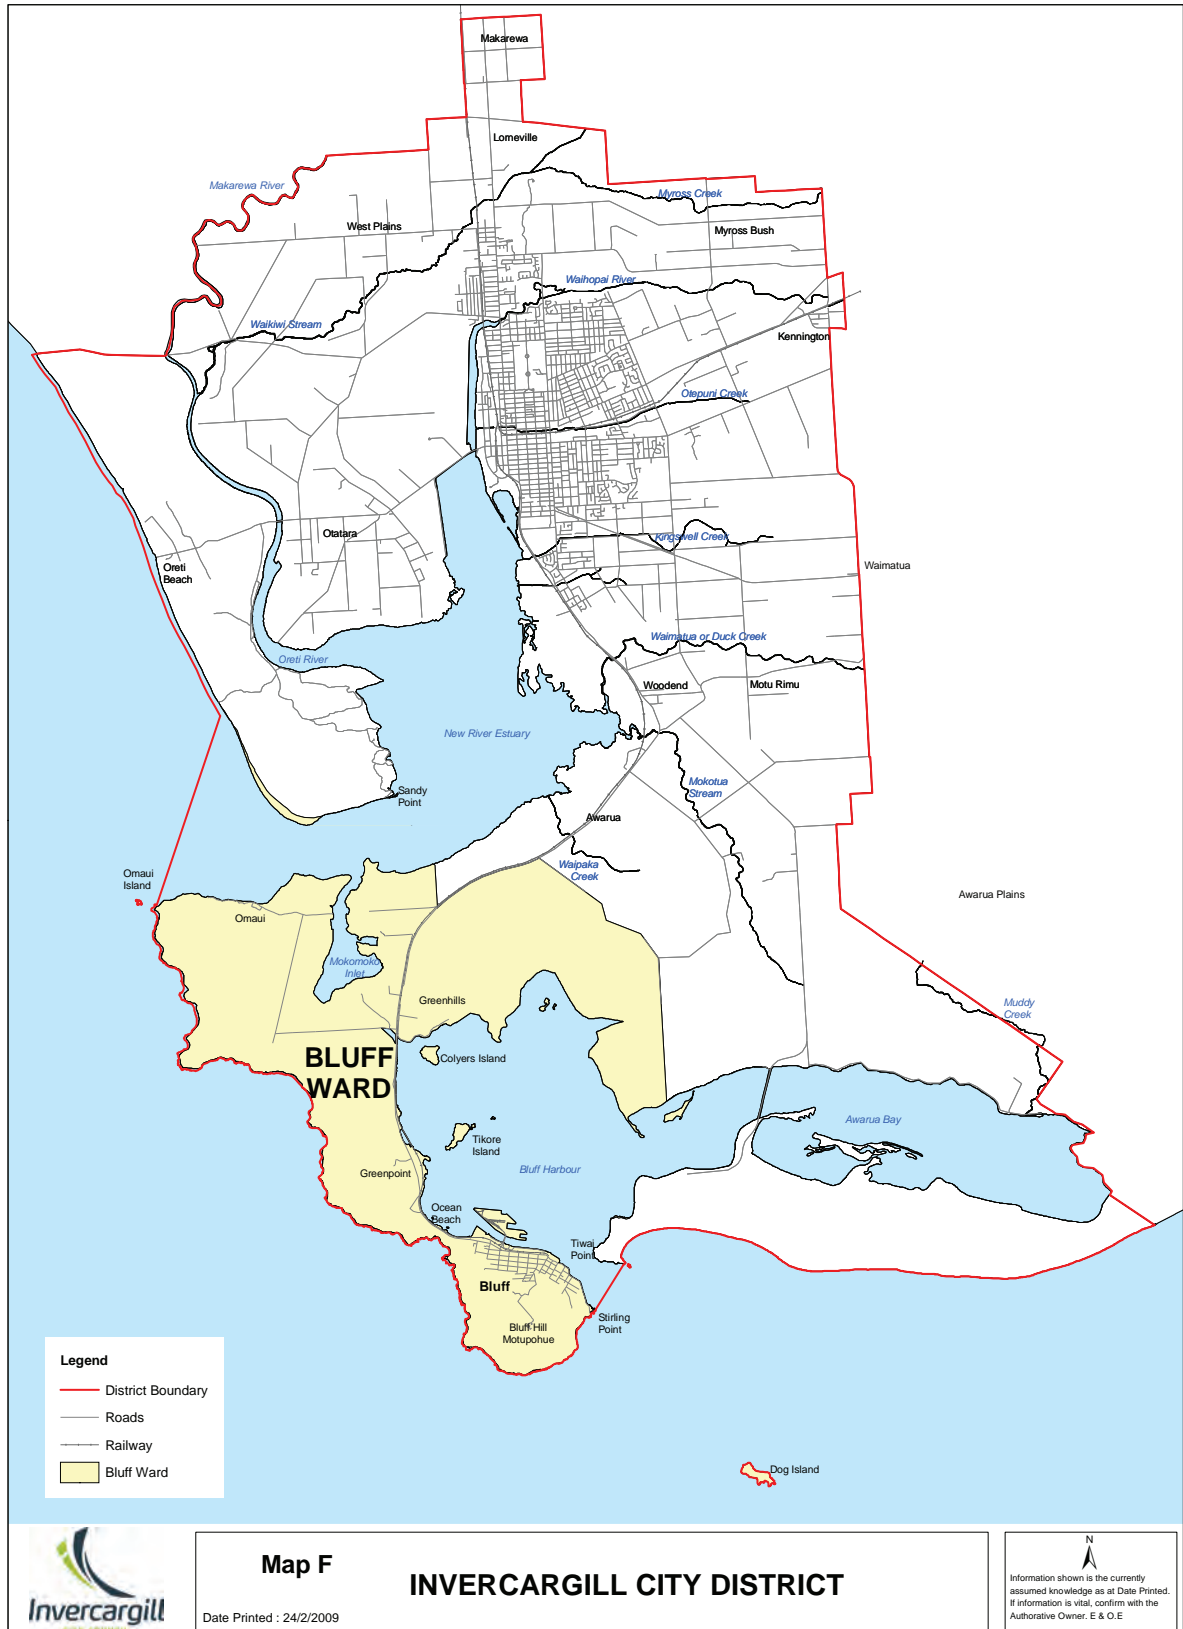 Makarewa
Lorneville
Makarewa River
Myross Creek
West Plains
Myross Bush
Waihopai River
Waikiwi Stream
Kennington
Otepuni Creek
Otatara
Kingswell Creek
Oreti
Beach
Waimatua
Waimatua or Duck Creek
Oreti River
Woodend
Motu Rimu
New River Estuary
Mokotua
Stream
Sandy
Point
Awarua
Waipaka
Creek
Omaui
Island
Awarua Plains
Omaui
Mokomoko
Inlet
Greenhills
Muddy
Creek
BLUFF
WARD
Colyers Island
Awarua Bay
Tikore
Island
Bluff Harbour
Greenpoint
Ocean
Beach
Tiwai
Point
Bluff
Stirling
Point
Bluff Hill
Motupohue
Legend
District Boundary
Roads
Railway
Bluff Ward
Dog Island
Invercargill
Map F
INVERCARGILL CITY DISTRICT
Date Printed : 24/2/2009
N
Information shown is the currently
assumed knowledge as at Date Printed.
If information is vital, confirm with the
Authorative Owner. E & O.E